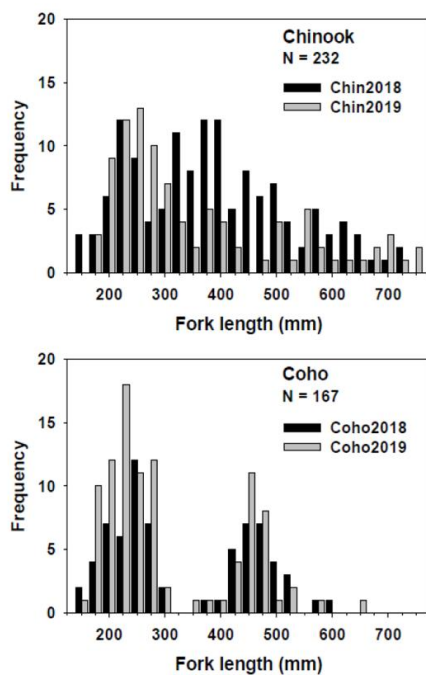 Chinook
N = 232
Chin2018
Chin2019
Frequency
20
15
10
5
0
200 300 400 500 600 700
Fork length (mm)
Coho
N = 167
Coho2018
Coho2019
Frequency
20
15
10
5
0
200 300 400 500 600 700
Fork length (mm)